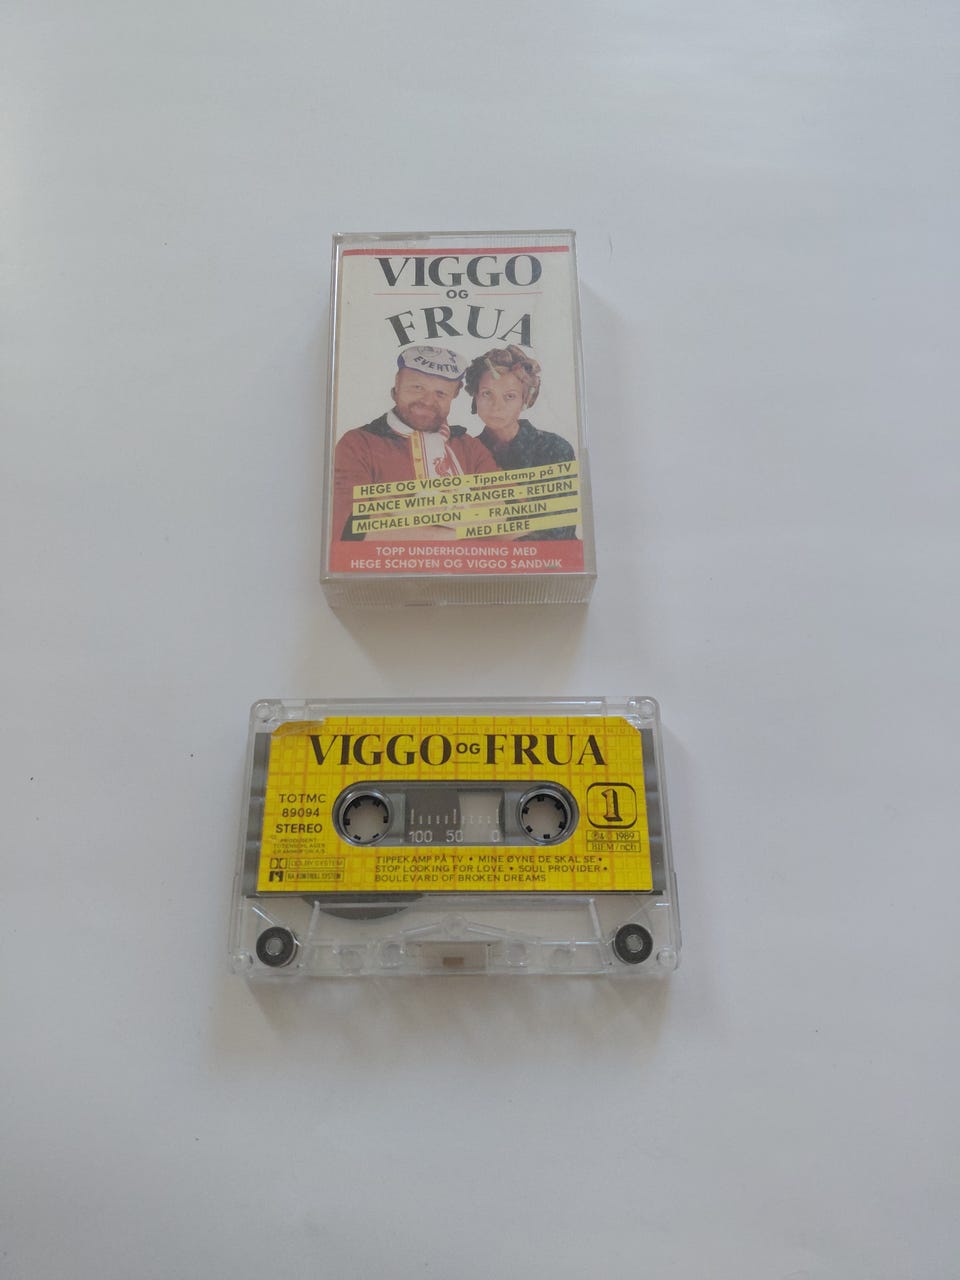 VIGGO
OG
FRUA
HEGE OG VIGGO - Tippekamp på TV
DANCE WITH A STRANGER - RETURN
MICHAEL BOLTON - FRANKLIN
MED FLERE
TOPP UNDERHOLDNING MED
HEGE SCHØYEN OG VIGGO SANDVIK
VIGGO OG FRUA
TOTMC
89094
STEREO
1
℗ & © 1989
BIEM/ncb
DOLBY SYSTEM
TIPPEKAMP PÅ TV • MINE ØYNE DE SKAL SE •
STOP LOOKING FOR LOVE • SOUL PROVIDER •
BOULEVARD OF BROKEN DREAMS
100 50 0